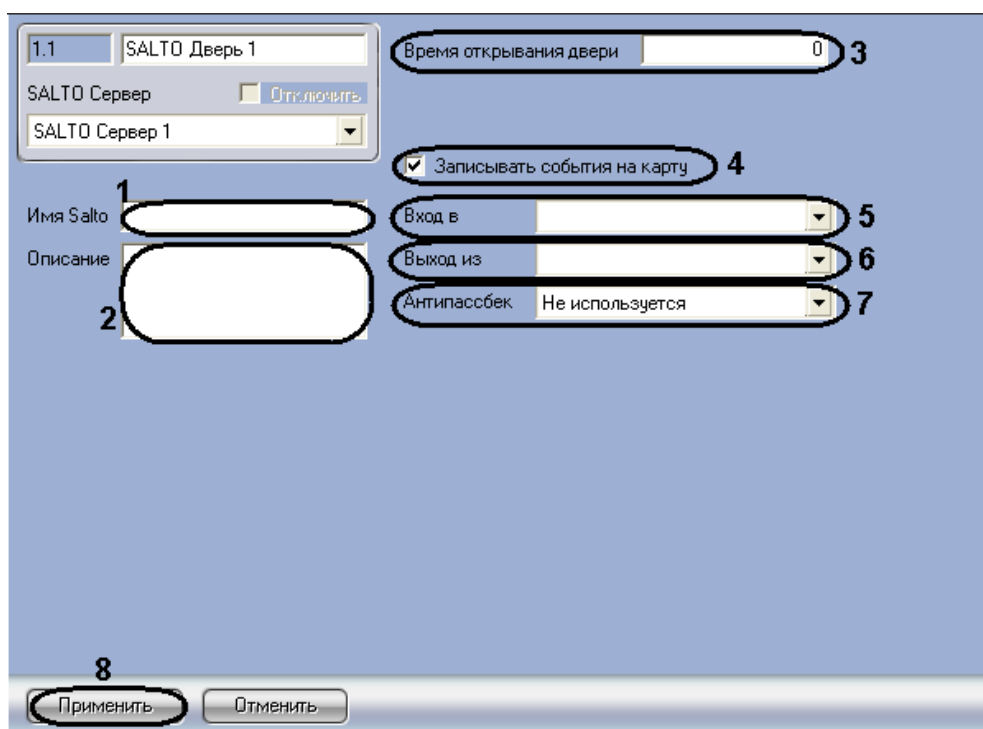 1.1 SALTO Дверь 1
SALTO Сервер Отключить
SALTO Сервер 1
Время открывания двери 0 3
Записывать события на карту 4
1
Имя Salto
Описание
2
Вход в 5
Выход из 6
Антипассбек Не используется 7
8
Применить Отменить